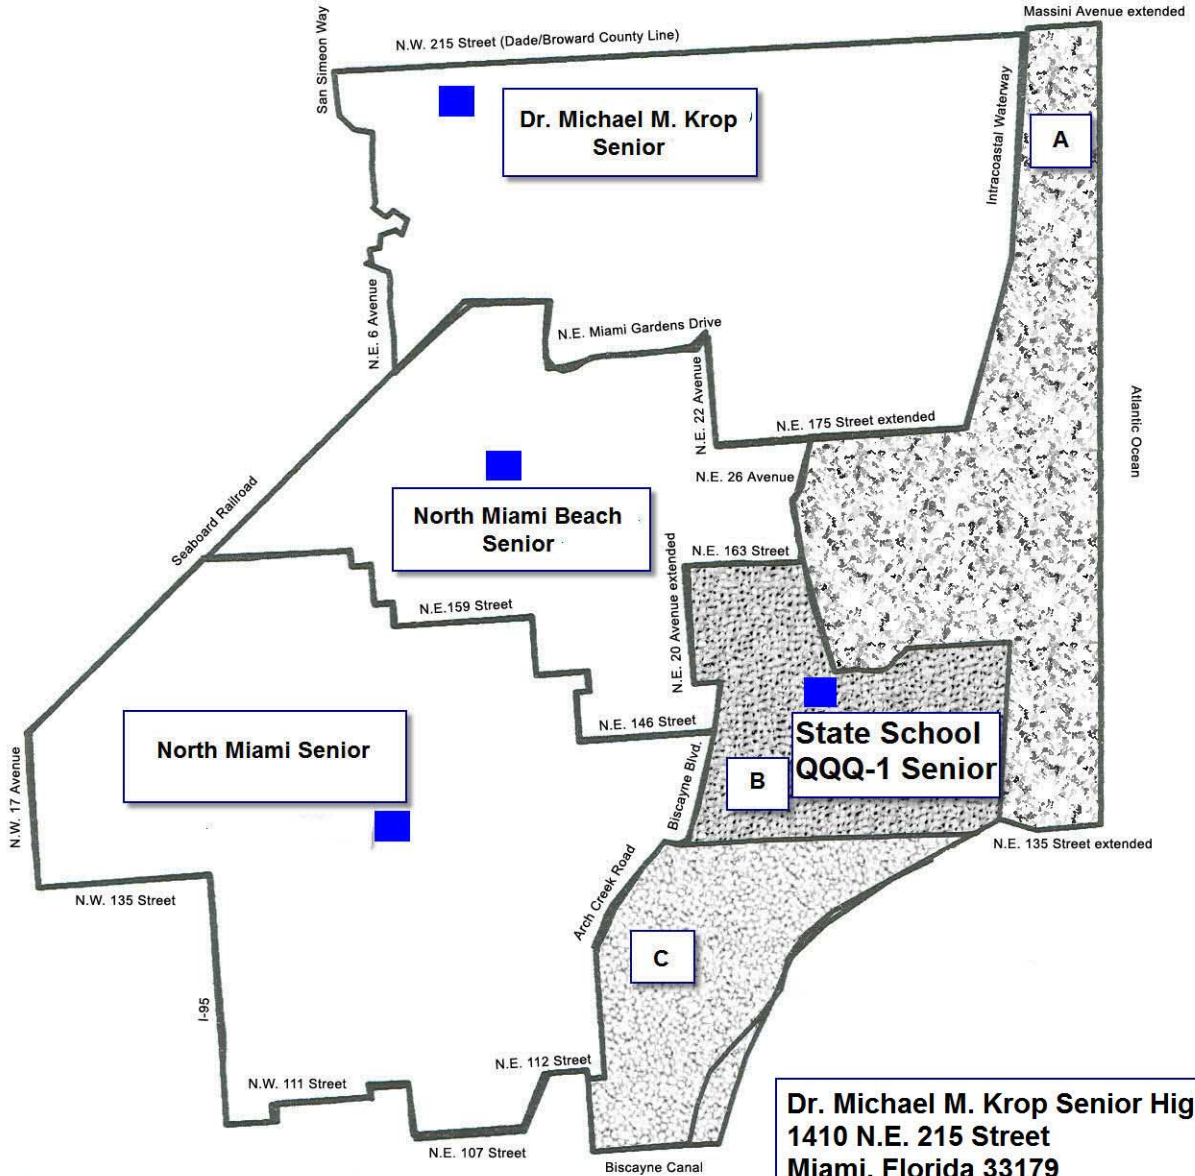 Massini Avenue extended
San Simeon Way
N.W. 215 Street (Dade/Broward County Line)
Intracoastal Waterway
Dr. Michael M. Krop
Senior
A
N.E. 6 Avenue
N.E. Miami Gardens Drive
N.E. 22 Avenue
N.E. 175 Street extended
Atlantic Ocean
N.E. 26 Avenue
Seaboard Railroad
North Miami Beach
Senior
N.E. 163 Street
N.E. 20 Avenue extended
N.E.159 Street
N.E. 146 Street
State School
QQQ-1 Senior
B
Biscayne Blvd.
North Miami Senior
N.W. 17 Avenue
N.E. 135 Street extended
N.W. 135 Street
Arch Creek Road
C
I-95
N.E. 112 Street
N.W. 111 Street
N.E. 107 Street
Biscayne Canal
Dr. Michael M. Krop Senior Hig
1410 N.E. 215 Street
Miami, Florida 33179